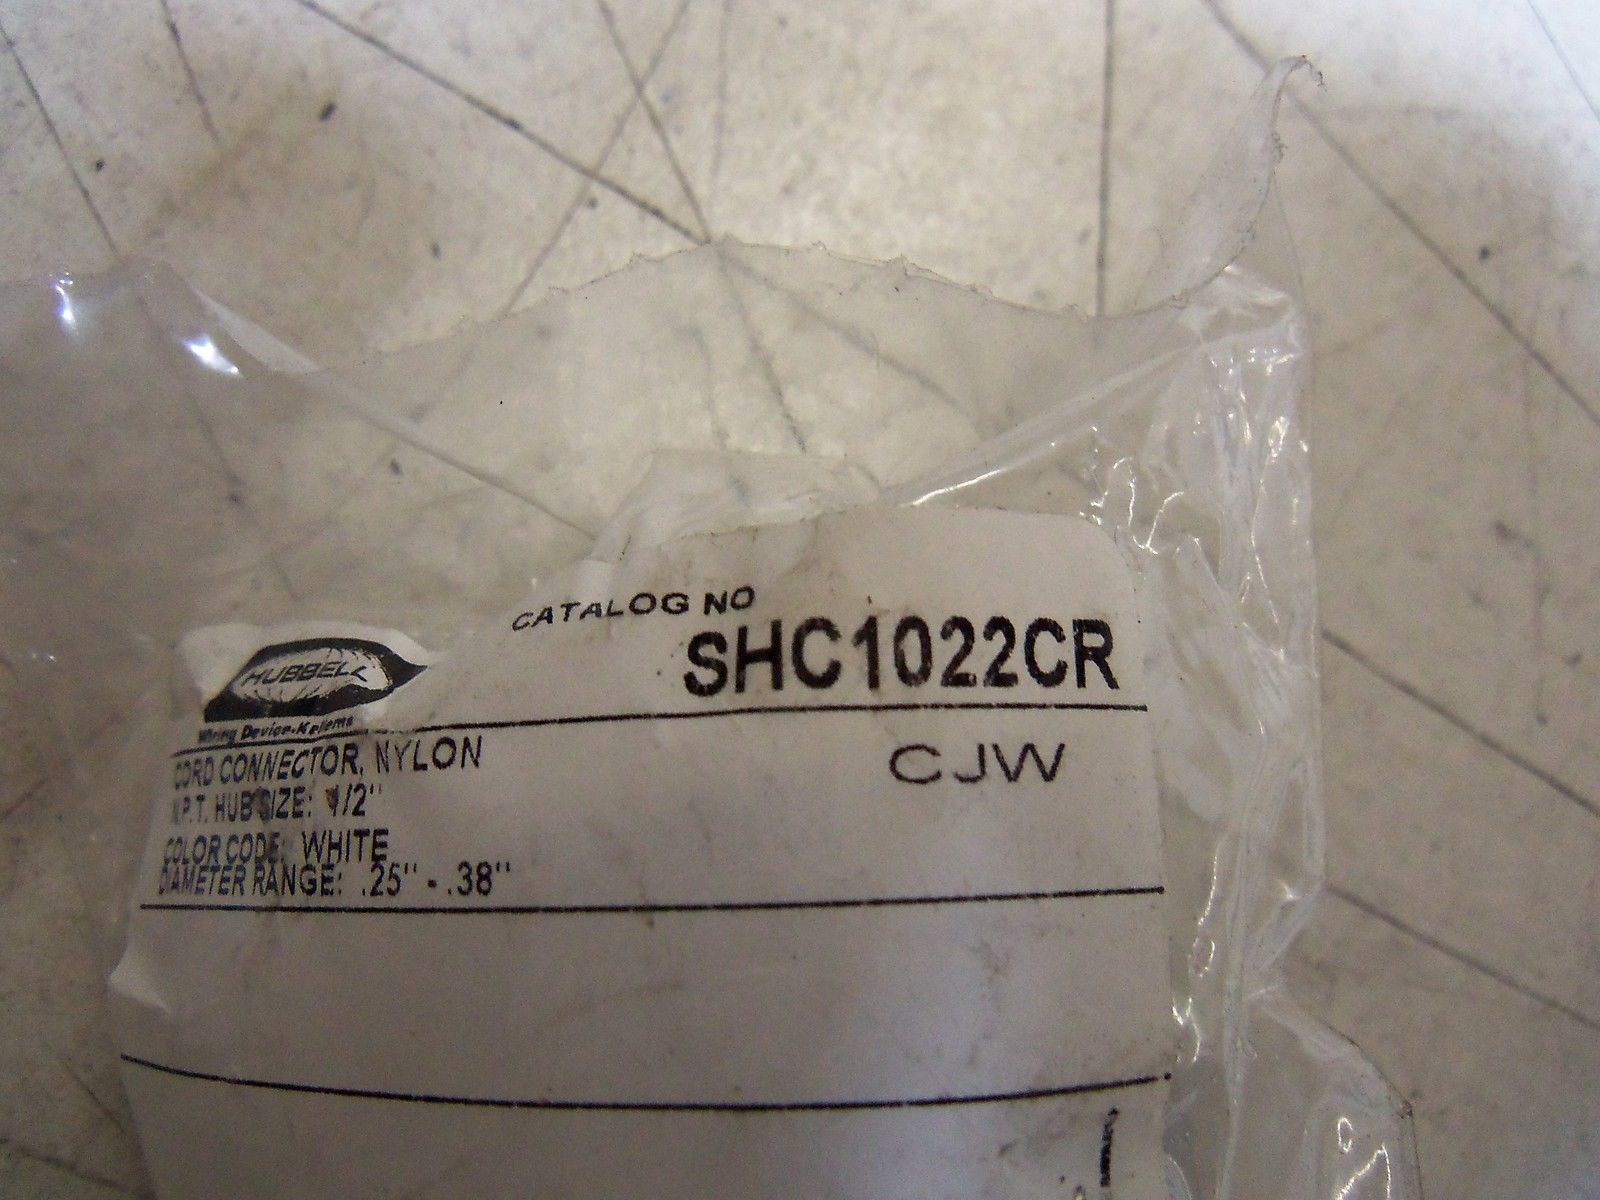 CATALOG NO
SHC1022CR
HUBBELL
Wiring Device-Kellems
CORD CONNECTOR, NYLON
CJW
N.P.T. HUB SIZE: 1/2"
COLOR CODE: WHITE
DIAMETER RANGE: .25" - .38"